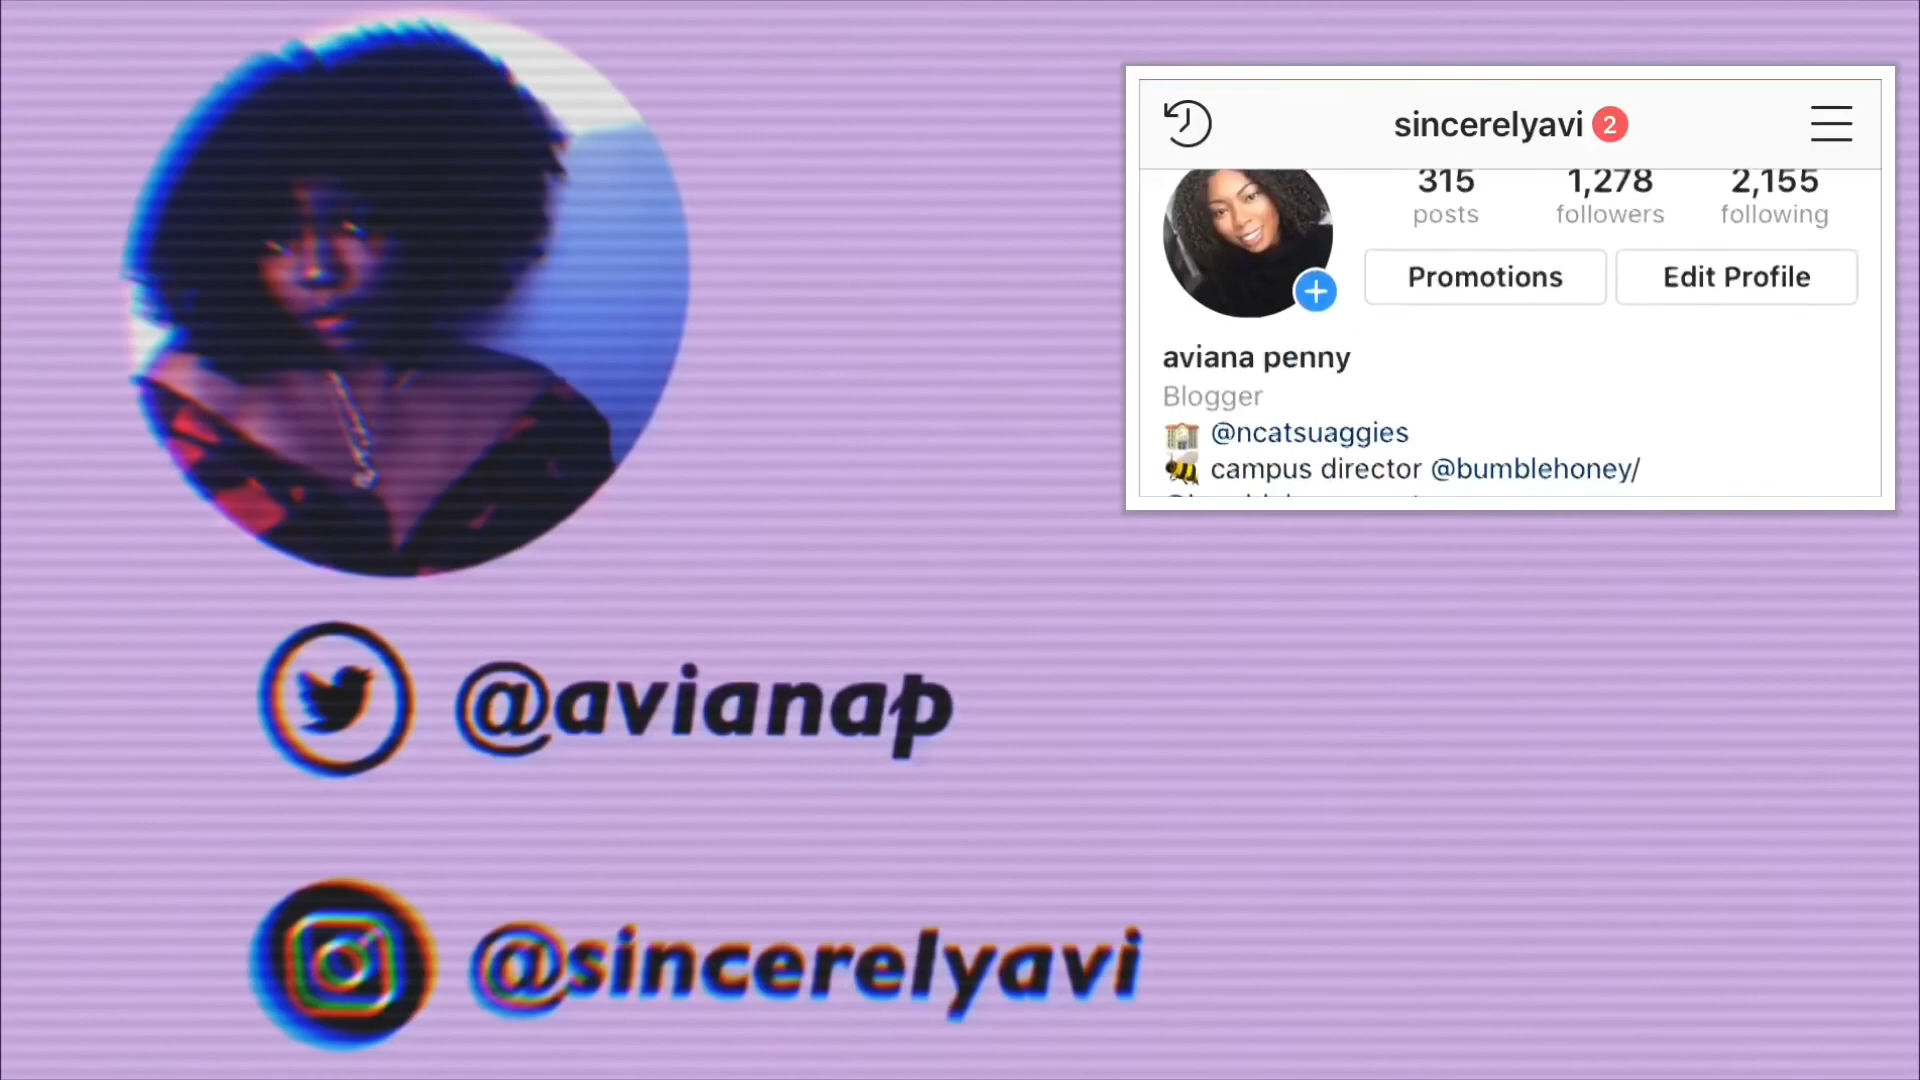 sincerelyavi 2
315 1,278 2,155
posts followers following
Promotions Edit Profile
aviana penny
Blogger
@ncatsuaggies
campus director @bumblehoney/
@avianap
@sincerelyavi